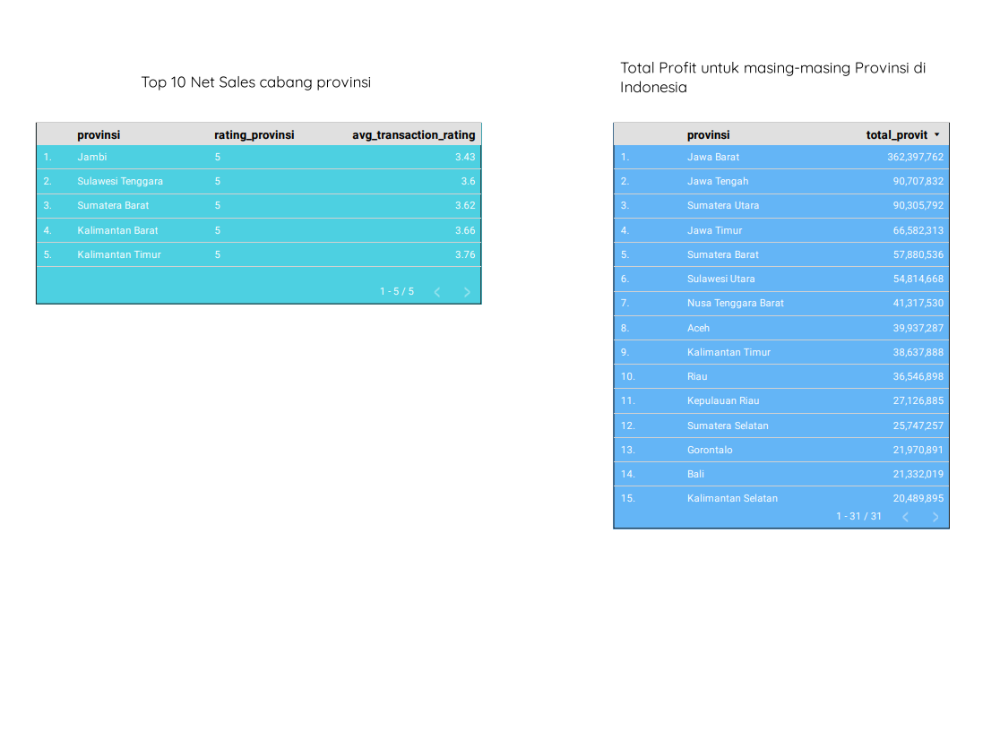 Top 10 Net Sales cabang provinsi
provinsi rating_provinsi avg_transaction_rating
1. Jambi 5 3.43
2. Sulawesi Tenggara 5 3.6
3. Sumatera Barat 5 3.62
4. Kalimantan Barat 5 3.66
5. Kalimantan Timur 5 3.76
1 - 5 / 5
Total Profit untuk masing-masing Provinsi di
Indonesia
provinsi total_provit
1. Jawa Barat 362,397,762
2. Jawa Tengah 90,707,832
3. Sumatera Utara 90,305,792
4. Jawa Timur 66,582,313
5. Sumatera Barat 57,880,536
6. Sulawesi Utara 54,814,668
7. Nusa Tenggara Barat 41,317,530
8. Aceh 39,937,287
9. Kalimantan Timur 38,637,888
10. Riau 36,546,898
11. Kepulauan Riau 27,126,885
12. Sumatera Selatan 25,747,257
13. Gorontalo 21,970,891
14. Bali 21,332,019
15. Kalimantan Selatan 20,489,895
1 - 31 / 31